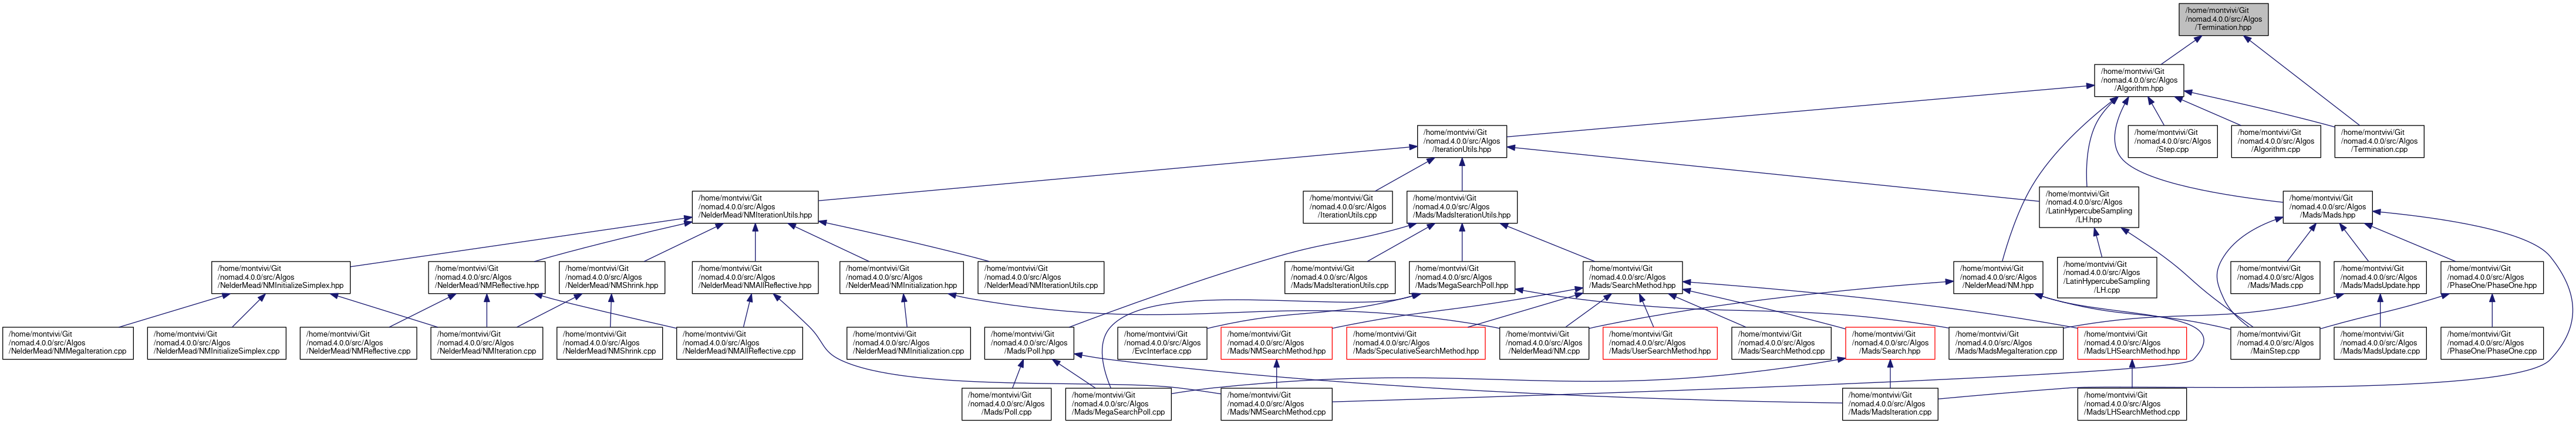 /home/montvivi/Git
/nomad.4.0.0/src/Algos
/Termination.hpp
/home/montvivi/Git
/nomad.4.0.0/src/Algos
/Algorithm.hpp
/home/montvivi/Git
/nomad.4.0.0/src/Algos
/IterationUtils.hpp
/home/montvivi/Git
/nomad.4.0.0/src/Algos
/Step.cpp
/home/montvivi/Git
/nomad.4.0.0/src/Algos
/Algorithm.cpp
/home/montvivi/Git
/nomad.4.0.0/src/Algos
/Termination.cpp
/home/montvivi/Git
/nomad.4.0.0/src/Algos
/NelderMead/NMIterationUtils.hpp
/home/montvivi/Git
/nomad.4.0.0/src/Algos
/IterationUtils.cpp
/home/montvivi/Git
/nomad.4.0.0/src/Algos
/Mads/MadsIterationUtils.hpp
/home/montvivi/Git
/nomad.4.0.0/src/Algos
/LatinHypercubeSampling
/LH.hpp
/home/montvivi/Git
/nomad.4.0.0/src/Algos
/Mads/Mads.hpp
/home/montvivi/Git
/nomad.4.0.0/src/Algos
/NelderMead/NMInitializeSimplex.hpp
/home/montvivi/Git
/nomad.4.0.0/src/Algos
/NelderMead/NMReflective.hpp
/home/montvivi/Git
/nomad.4.0.0/src/Algos
/NelderMead/NMShrink.hpp
/home/montvivi/Git
/nomad.4.0.0/src/Algos
/NelderMead/NMAllReflective.hpp
/home/montvivi/Git
/nomad.4.0.0/src/Algos
/NelderMead/NMInitialization.hpp
/home/montvivi/Git
/nomad.4.0.0/src/Algos
/NelderMead/NMIterationUtils.cpp
/home/montvivi/Git
/nomad.4.0.0/src/Algos
/Mads/MadsIterationUtils.cpp
/home/montvivi/Git
/nomad.4.0.0/src/Algos
/Mads/MegaSearchPoll.hpp
/home/montvivi/Git
/nomad.4.0.0/src/Algos
/Mads/SearchMethod.hpp
/home/montvivi/Git
/nomad.4.0.0/src/Algos
/NelderMead/NM.hpp
/home/montvivi/Git
/nomad.4.0.0/src/Algos
/LatinHypercubeSampling
/LH.cpp
/home/montvivi/Git
/nomad.4.0.0/src/Algos
/Mads/Mads.cpp
/home/montvivi/Git
/nomad.4.0.0/src/Algos
/Mads/MadsUpdate.hpp
/home/montvivi/Git
/nomad.4.0.0/src/Algos
/PhaseOne/PhaseOne.hpp
/home/montvivi/Git
/nomad.4.0.0/src/Algos
/NelderMead/NMMegaIteration.cpp
/home/montvivi/Git
/nomad.4.0.0/src/Algos
/NelderMead/NMInitializeSimplex.cpp
/home/montvivi/Git
/nomad.4.0.0/src/Algos
/NelderMead/NMReflective.cpp
/home/montvivi/Git
/nomad.4.0.0/src/Algos
/NelderMead/NMIteration.cpp
/home/montvivi/Git
/nomad.4.0.0/src/Algos
/NelderMead/NMShrink.cpp
/home/montvivi/Git
/nomad.4.0.0/src/Algos
/NelderMead/NMAllReflective.cpp
/home/montvivi/Git
/nomad.4.0.0/src/Algos
/NelderMead/NMInitialization.cpp
/home/montvivi/Git
/nomad.4.0.0/src/Algos
/Mads/Poll.hpp
/home/montvivi/Git
/nomad.4.0.0/src/Algos
/EvcInterface.cpp
/home/montvivi/Git
/nomad.4.0.0/src/Algos
/Mads/NMSearchMethod.hpp
/home/montvivi/Git
/nomad.4.0.0/src/Algos
/Mads/SpeculativeSearchMethod.hpp
/home/montvivi/Git
/nomad.4.0.0/src/Algos
/NelderMead/NM.cpp
/home/montvivi/Git
/nomad.4.0.0/src/Algos
/Mads/UserSearchMethod.hpp
/home/montvivi/Git
/nomad.4.0.0/src/Algos
/Mads/SearchMethod.cpp
/home/montvivi/Git
/nomad.4.0.0/src/Algos
/Mads/Search.hpp
/home/montvivi/Git
/nomad.4.0.0/src/Algos
/Mads/MadsMegaIteration.cpp
/home/montvivi/Git
/nomad.4.0.0/src/Algos
/Mads/LHSearchMethod.hpp
/home/montvivi/Git
/nomad.4.0.0/src/Algos
/MainStep.cpp
/home/montvivi/Git
/nomad.4.0.0/src/Algos
/Mads/MadsUpdate.cpp
/home/montvivi/Git
/nomad.4.0.0/src/Algos
/PhaseOne/PhaseOne.cpp
/home/montvivi/Git
/nomad.4.0.0/src/Algos
/Mads/Poll.cpp
/home/montvivi/Git
/nomad.4.0.0/src/Algos
/Mads/MegaSearchPoll.cpp
/home/montvivi/Git
/nomad.4.0.0/src/Algos
/Mads/NMSearchMethod.cpp
/home/montvivi/Git
/nomad.4.0.0/src/Algos
/Mads/MadsIteration.cpp
/home/montvivi/Git
/nomad.4.0.0/src/Algos
/Mads/LHSearchMethod.cpp